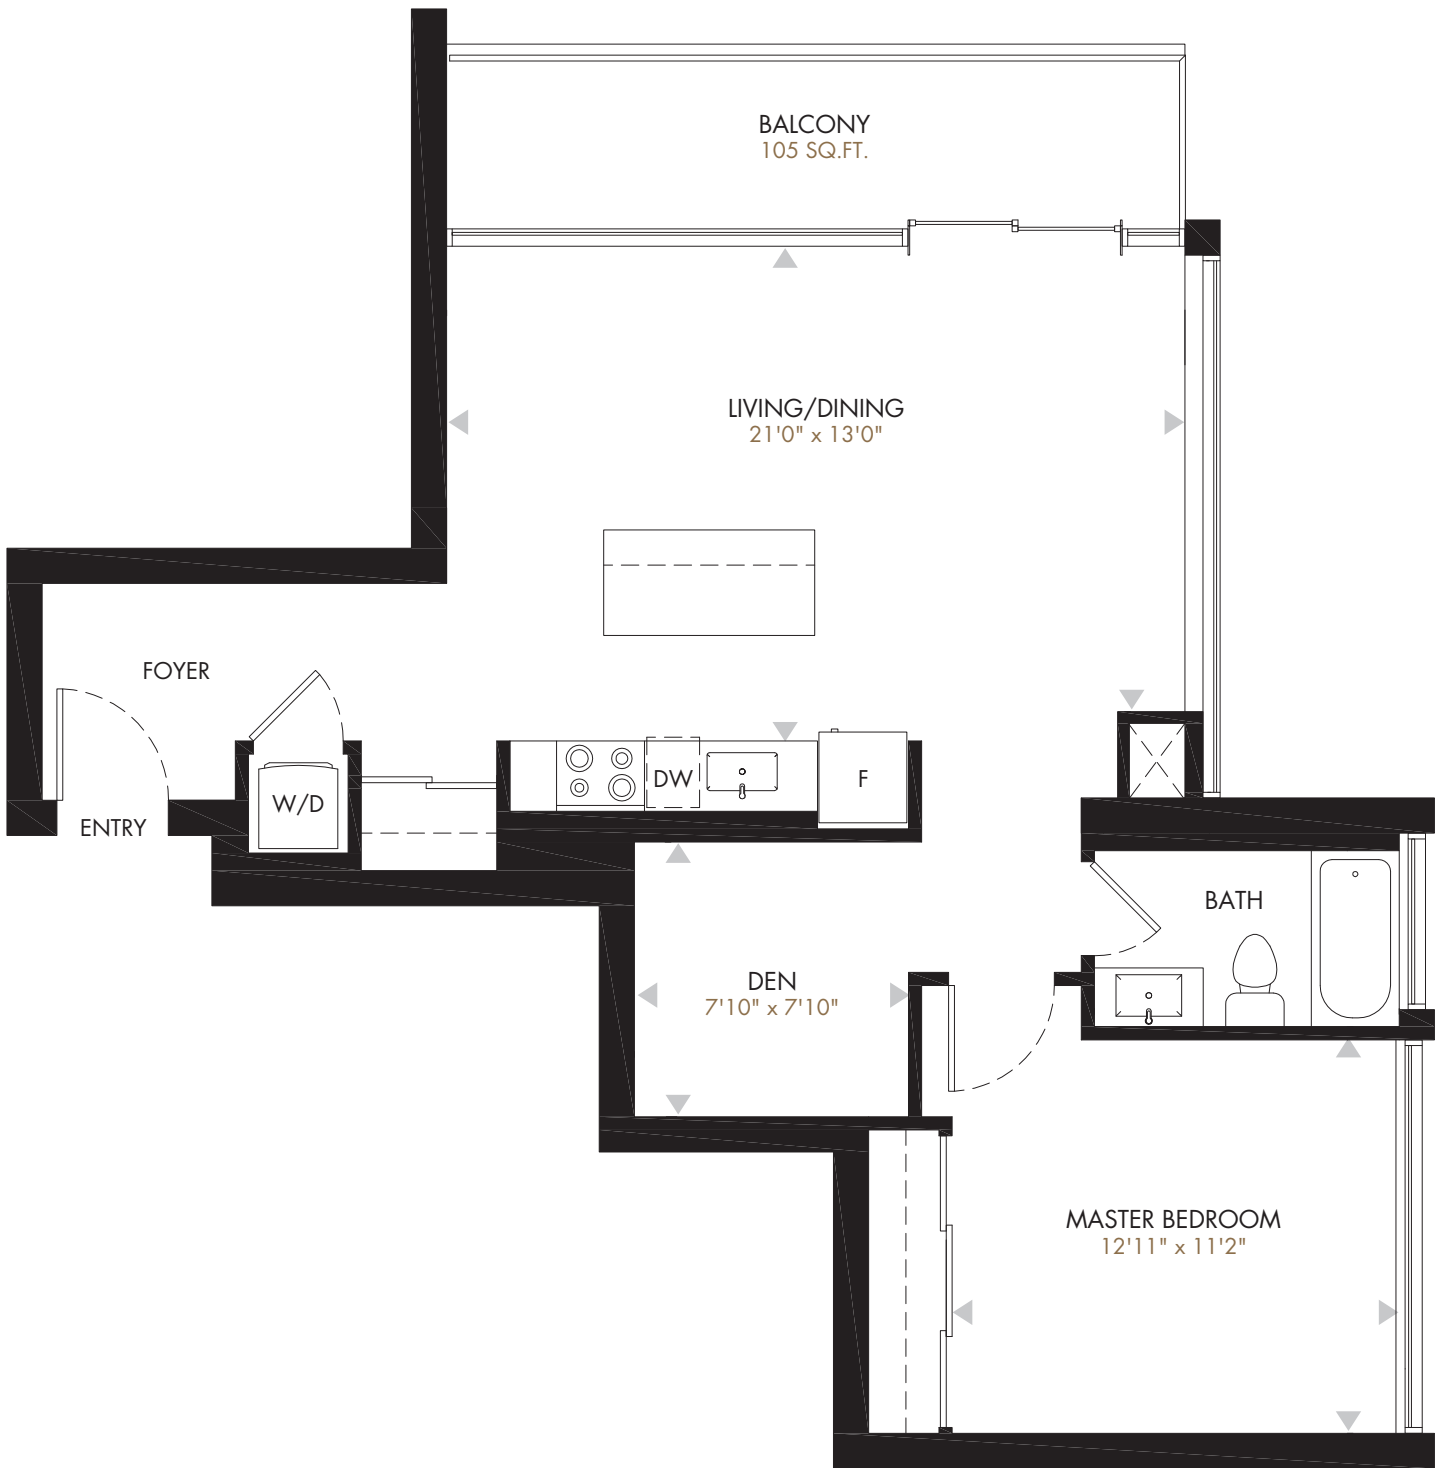 BALCONY
105 SQ.FT.
LIVING/DINING
21'0" x 13'0"
FOYER
W/D
DW
F
ENTRY
BATH
DEN
7'10" x 7'10"
MASTER BEDROOM
12'11" x 11'2"